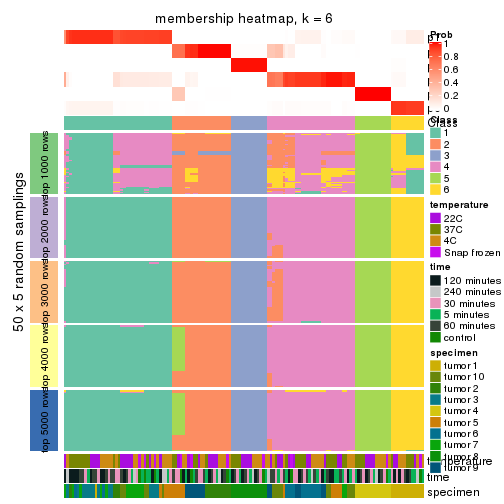 membership heatmap, k = 6
50 x 5 random samplings
top 1000 rows
top 2000 rows
top 3000 rows
top 4000 rows
top 5000 rows
Prob
1
0.8
0.6
0.4
0.2
0
Class
Class
1
2
3
4
5
6
temperature
22C
37C
4C
Snap frozen
time
120 minutes
240 minutes
30 minutes
5 minutes
60 minutes
control
specimen
tumor 1
tumor 10
tumor 2
tumor 3
tumor 4
tumor 5
tumor 6
tumor 7
tumor 8
tumor 9
temperature
time
specimen